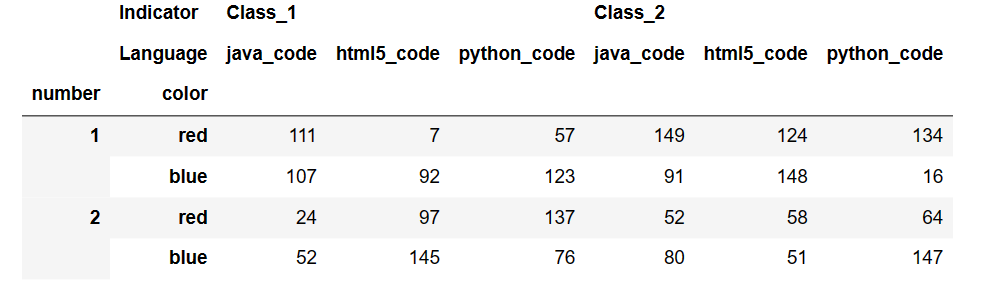 Indicator Class_1 Class_2
Language java_code html5_code python_code java_code html5_code python_code
number color
1 red 111 7 57 149 124 134
blue 107 92 123 91 148 16
2 red 24 97 137 52 58 64
blue 52 145 76 80 51 147